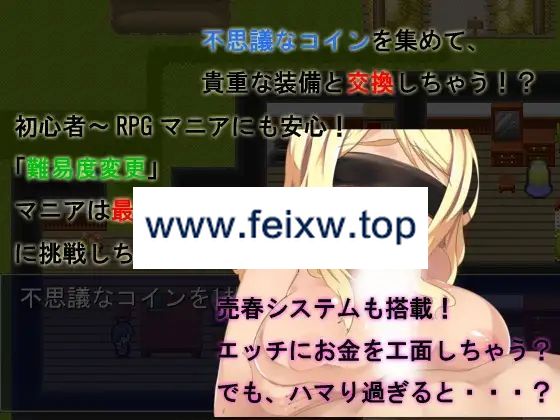 不思議なコインを集めて、
貴重な装備と交換しちゃう!?
初心者～RPGマニアにも安心!
「難易度変更」
マニアは最
に挑戦しち
www.feixw.top
不思議なコインを1
売春システムも搭載!
エッチにお金を工面しちゃう?
でも、ハマり過ぎると・・・?